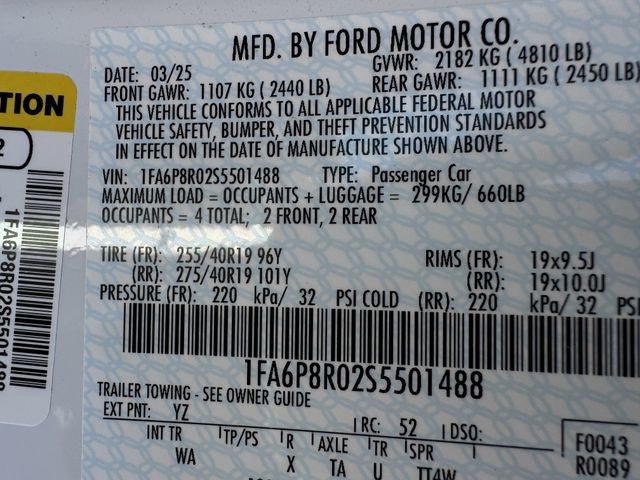 MFD. BY FORD MOTOR CO.
DATE: 03/25 GVWR: 2182 KG ( 4810 LB)
FRONT GAWR: 1107 KG ( 2440 LB) REAR GAWR: 1111 KG ( 2450 LB)
THIS VEHICLE CONFORMS TO ALL APPLICABLE FEDERAL MOTOR
VEHICLE SAFETY, BUMPER, AND THEFT PREVENTION STANDARDS
IN EFFECT ON THE DATE OF MANUFACTURE SHOWN ABOVE.
VIN: 1FA6P8R02S5501488 TYPE: Passenger Car
MAXIMUM LOAD = OCCUPANTS + LUGGAGE = 299KG/ 660LB
OCCUPANTS = 4 TOTAL; 2 FRONT, 2 REAR
TIRE (FR): 255/40R19 96Y RIMS (FR): 19x9.5J
(RR): 275/40R19 101Y (RR): 19x10.0J
PRESSURE (FR): 220 kPa/ 32 PSI COLD (RR): 220 kPa/ 32 PSI
1FA6P8R02S5501488
TRAILER TOWING - SEE OWNER GUIDE
EXT PNT: YZ RC: 52 DSO: F0043
INT TR TP/PS R AXLE TR SPR R0089
WA X TA U TT4W
TION
2
1FA6P8R02S5501488